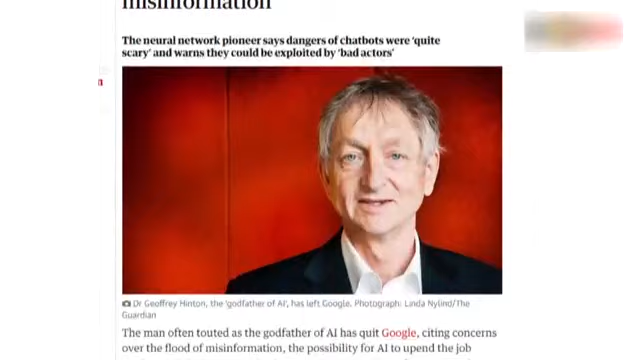 misinformation
The neural network pioneer says dangers of chatbots were ‘quite
scary’ and warns they could be exploited by ‘bad actors’
Dr Geoffrey Hinton, the ‘godfather of AI’, has left Google. Photograph: Linda Nylind/The
Guardian
The man often touted as the godfather of AI has quit Google, citing concerns
over the flood of misinformation, the possibility for AI to upend the job